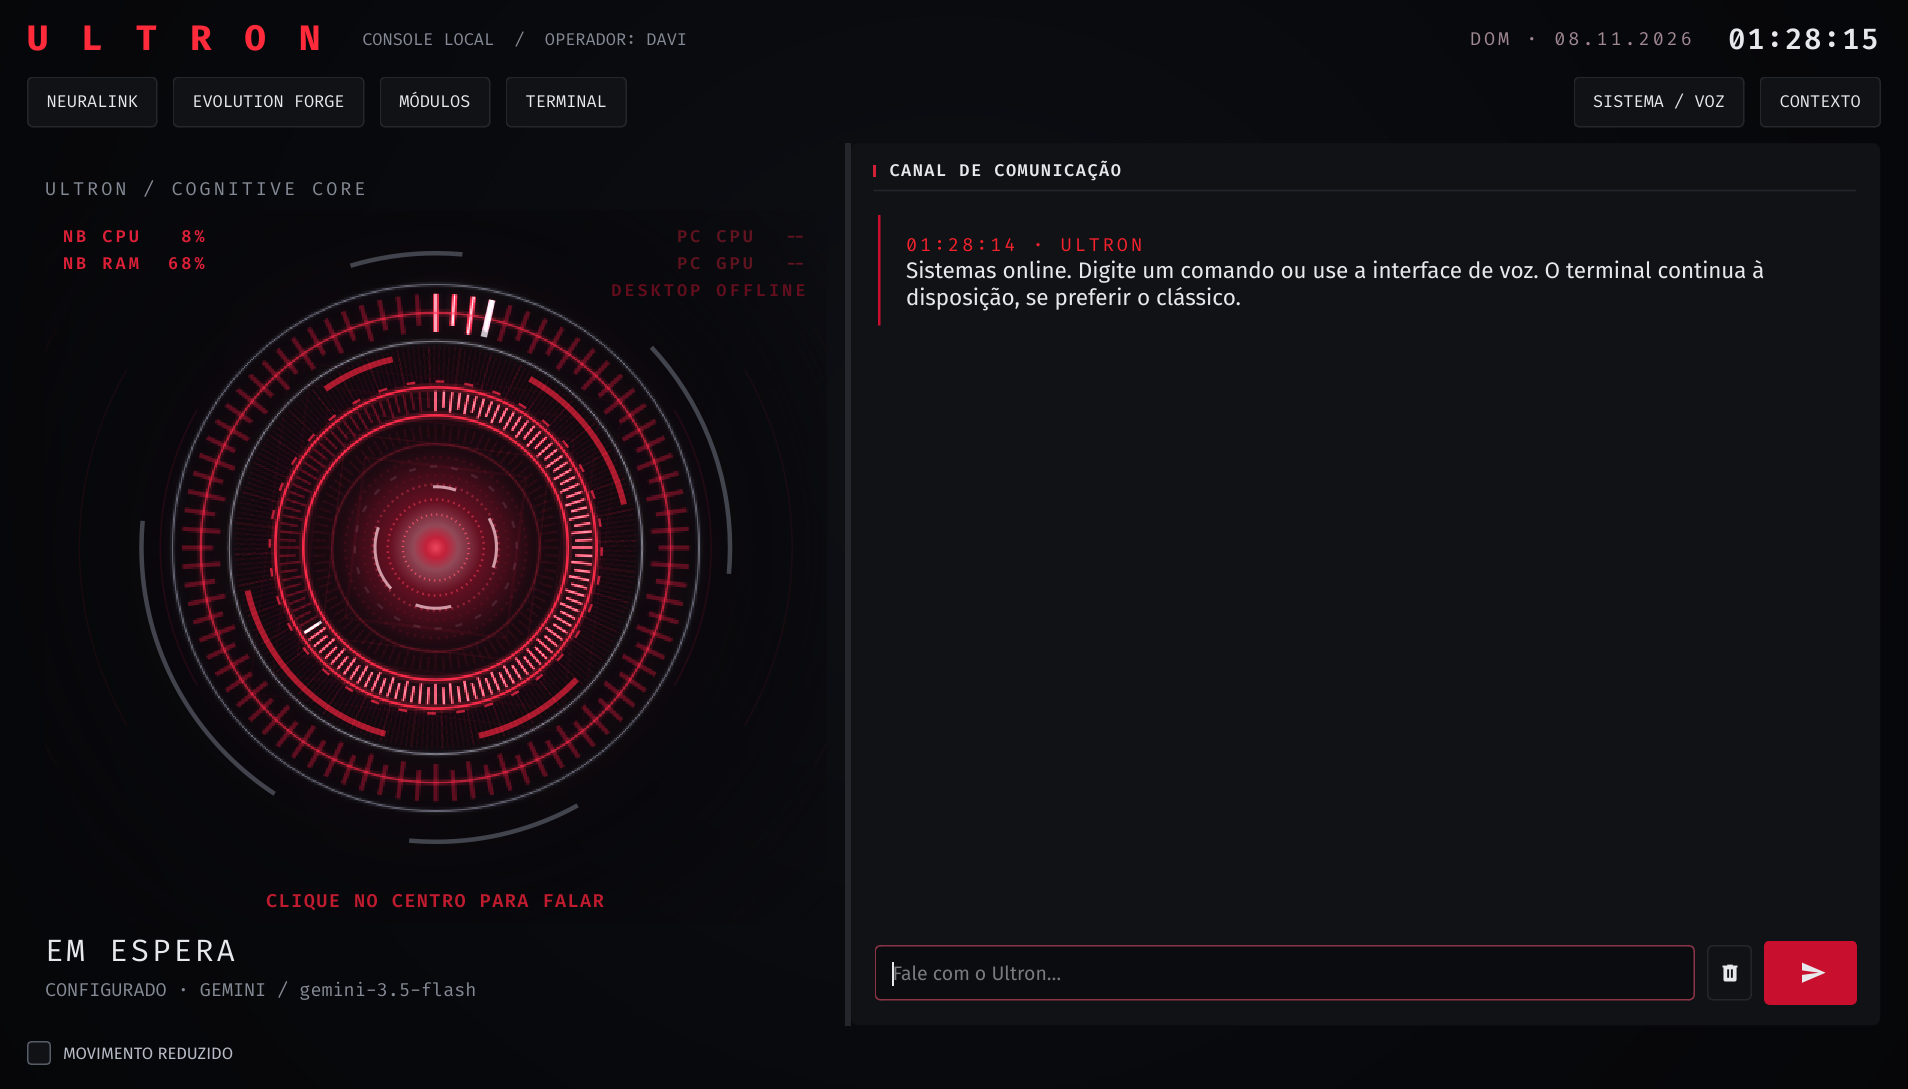 ULTRON CONSOLE LOCAL / OPERADOR: DAVI DOM · 08.11.2026 01:28:15
NEURALINK EVOLUTION FORGE MÓDULOS TERMINAL SISTEMA / VOZ CONTEXTO
ULTRON / COGNITIVE CORE
NB CPU 8%
NB RAM 68%
PC CPU --
PC GPU --
DESKTOP OFFLINE
CLIQUE NO CENTRO PARA FALAR
EM ESPERA
CONFIGURADO · GEMINI / gemini-3.5-flash
MOVIMENTO REDUZIDO
CANAL DE COMUNICAÇÃO
01:28:14 · ULTRON
Sistemas online. Digite um comando ou use a interface de voz. O terminal continua à
disposição, se preferir o clássico.
Fale com o Ultron...